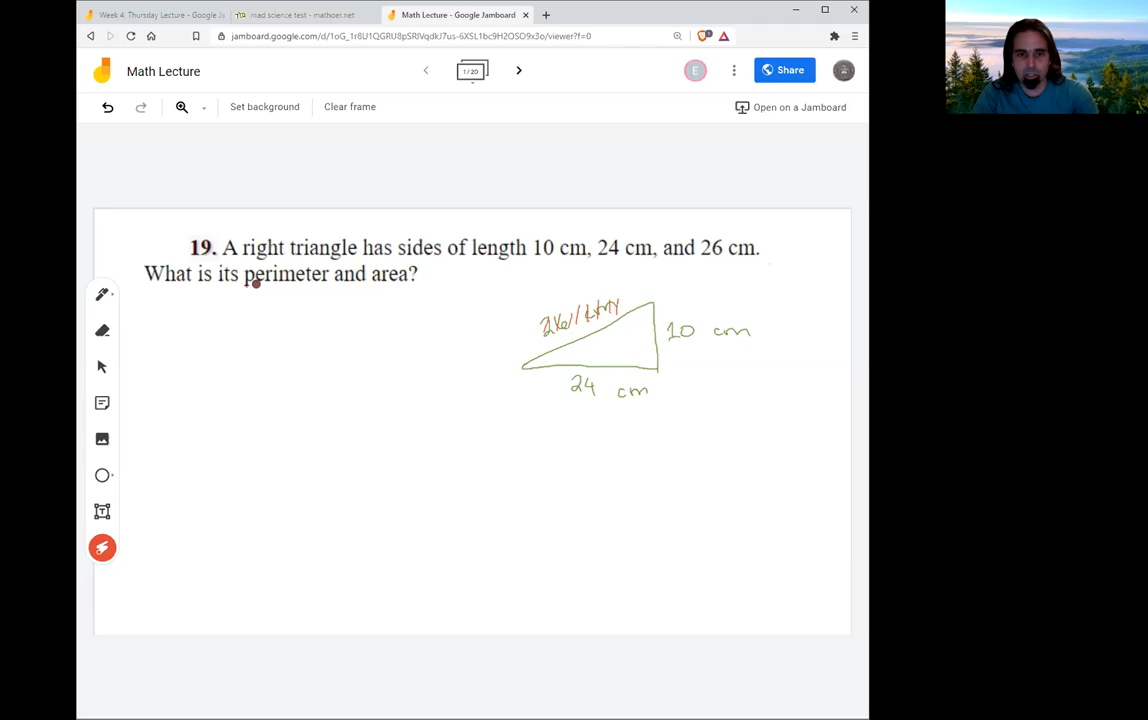 Week 4, Thursday Lecture - Google Ja
mad science test - mathoer.net
Math Lecture - Google Jamboard
jamboard.google.com/d/1oG_1r8U1QGRU8pSRlVqdkJ7us-6XSL1bc9H2OSO9x3o/viewer?f=0
Math Lecture
1/20
E
Share
Set background
Clear frame
Open on a Jamboard
19. A right triangle has sides of length 10 cm, 24 cm, and 26 cm.
What is its perimeter and area?
10 cm
24 cm